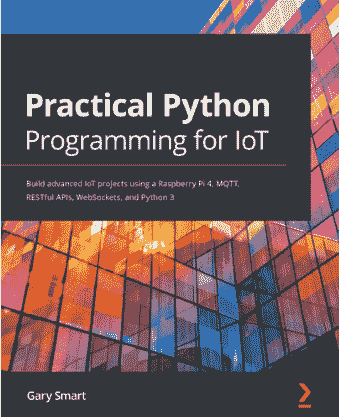 Practical Python
Programming for IoT
Build advanced IoT projects using a Raspberry Pi 4, MQTT,
RESTful APIs, WebSockets, and Python 3
Gary Smart